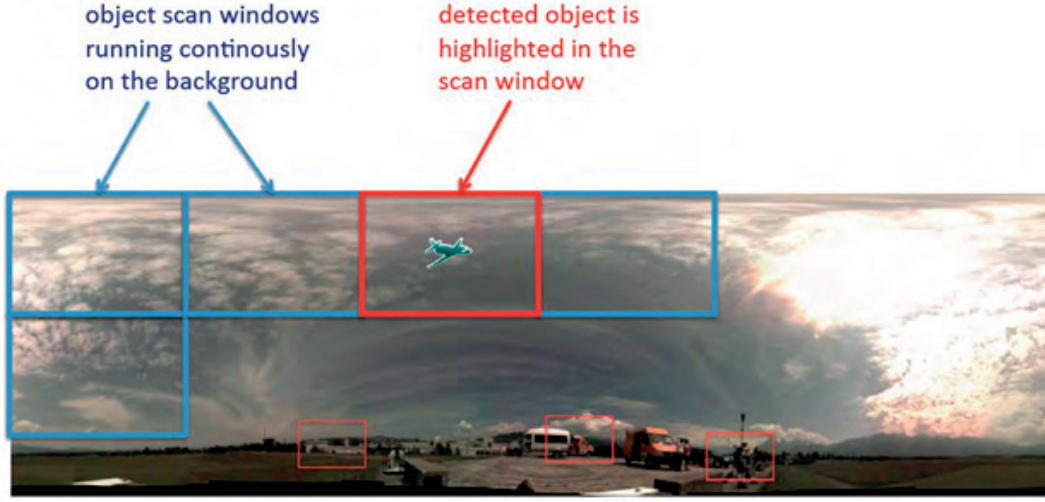 object scan windows
running continously
on the background
detected object is
highlighted in the
scan window